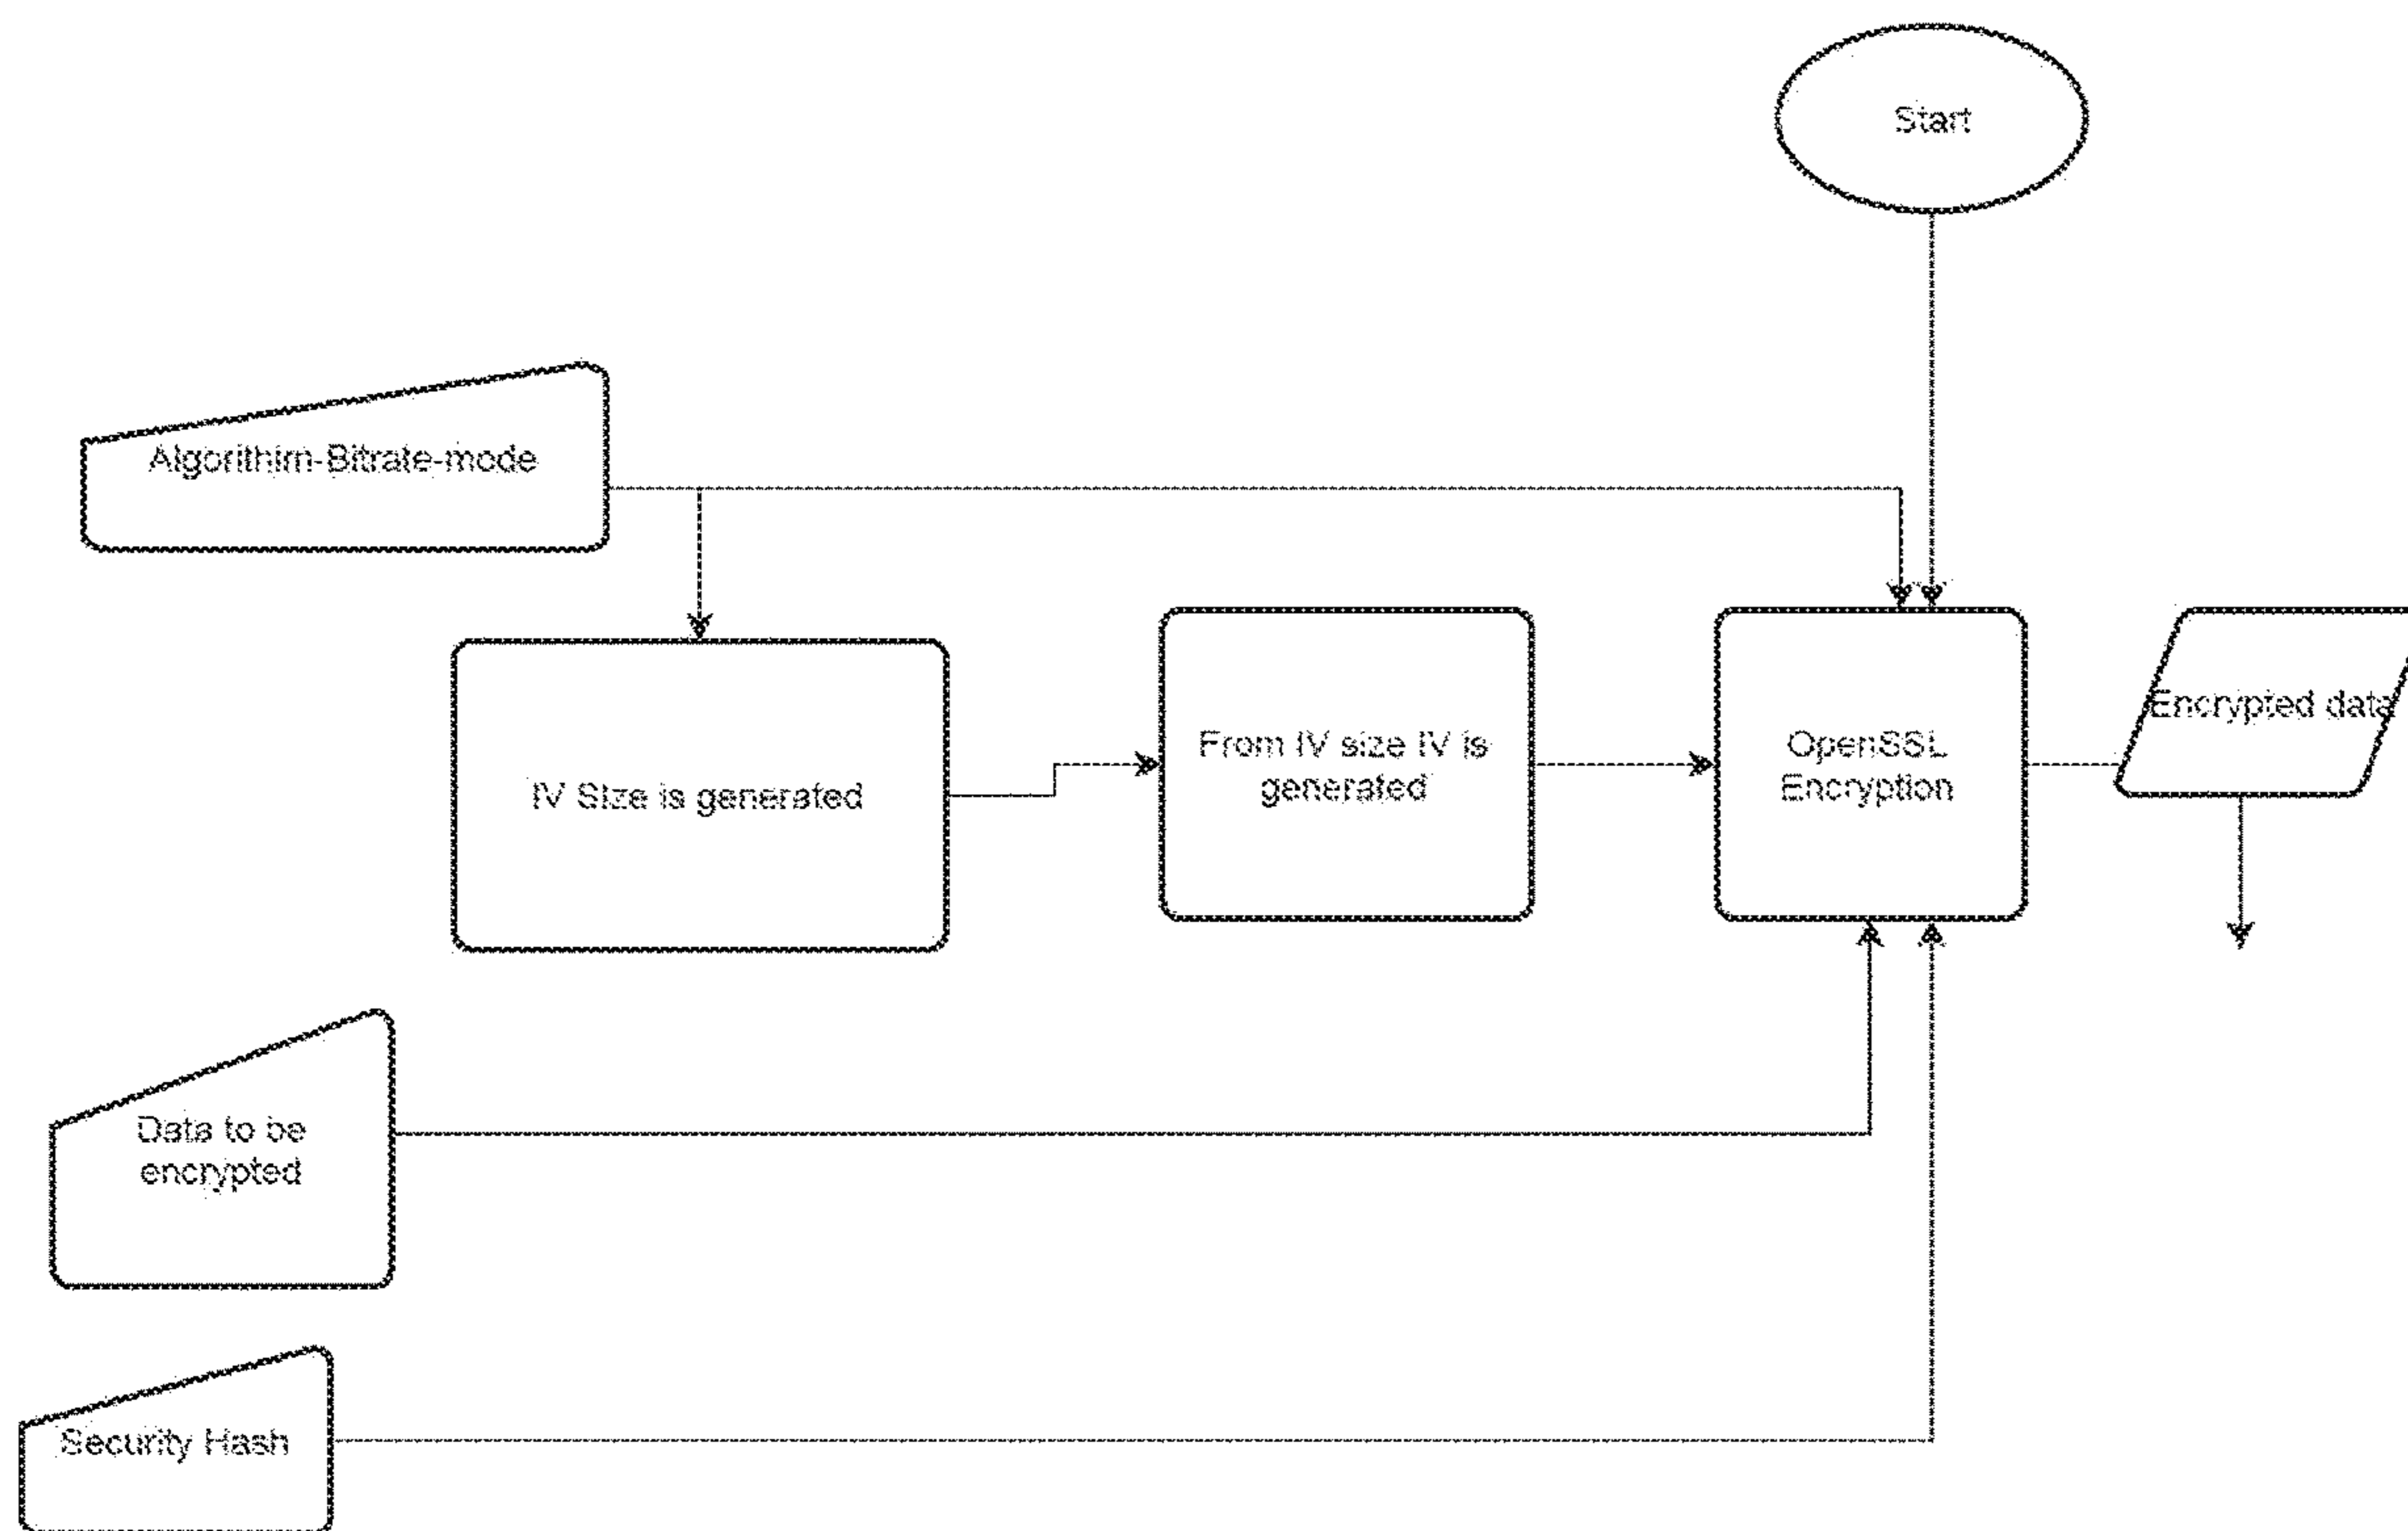 Start
Algorithim-Bitrate-mode
IV SIze is generated
From IV size IV is
generated
OpenSSL
Encryption
Encrypted data
Data to be
encrypted
Security Hash